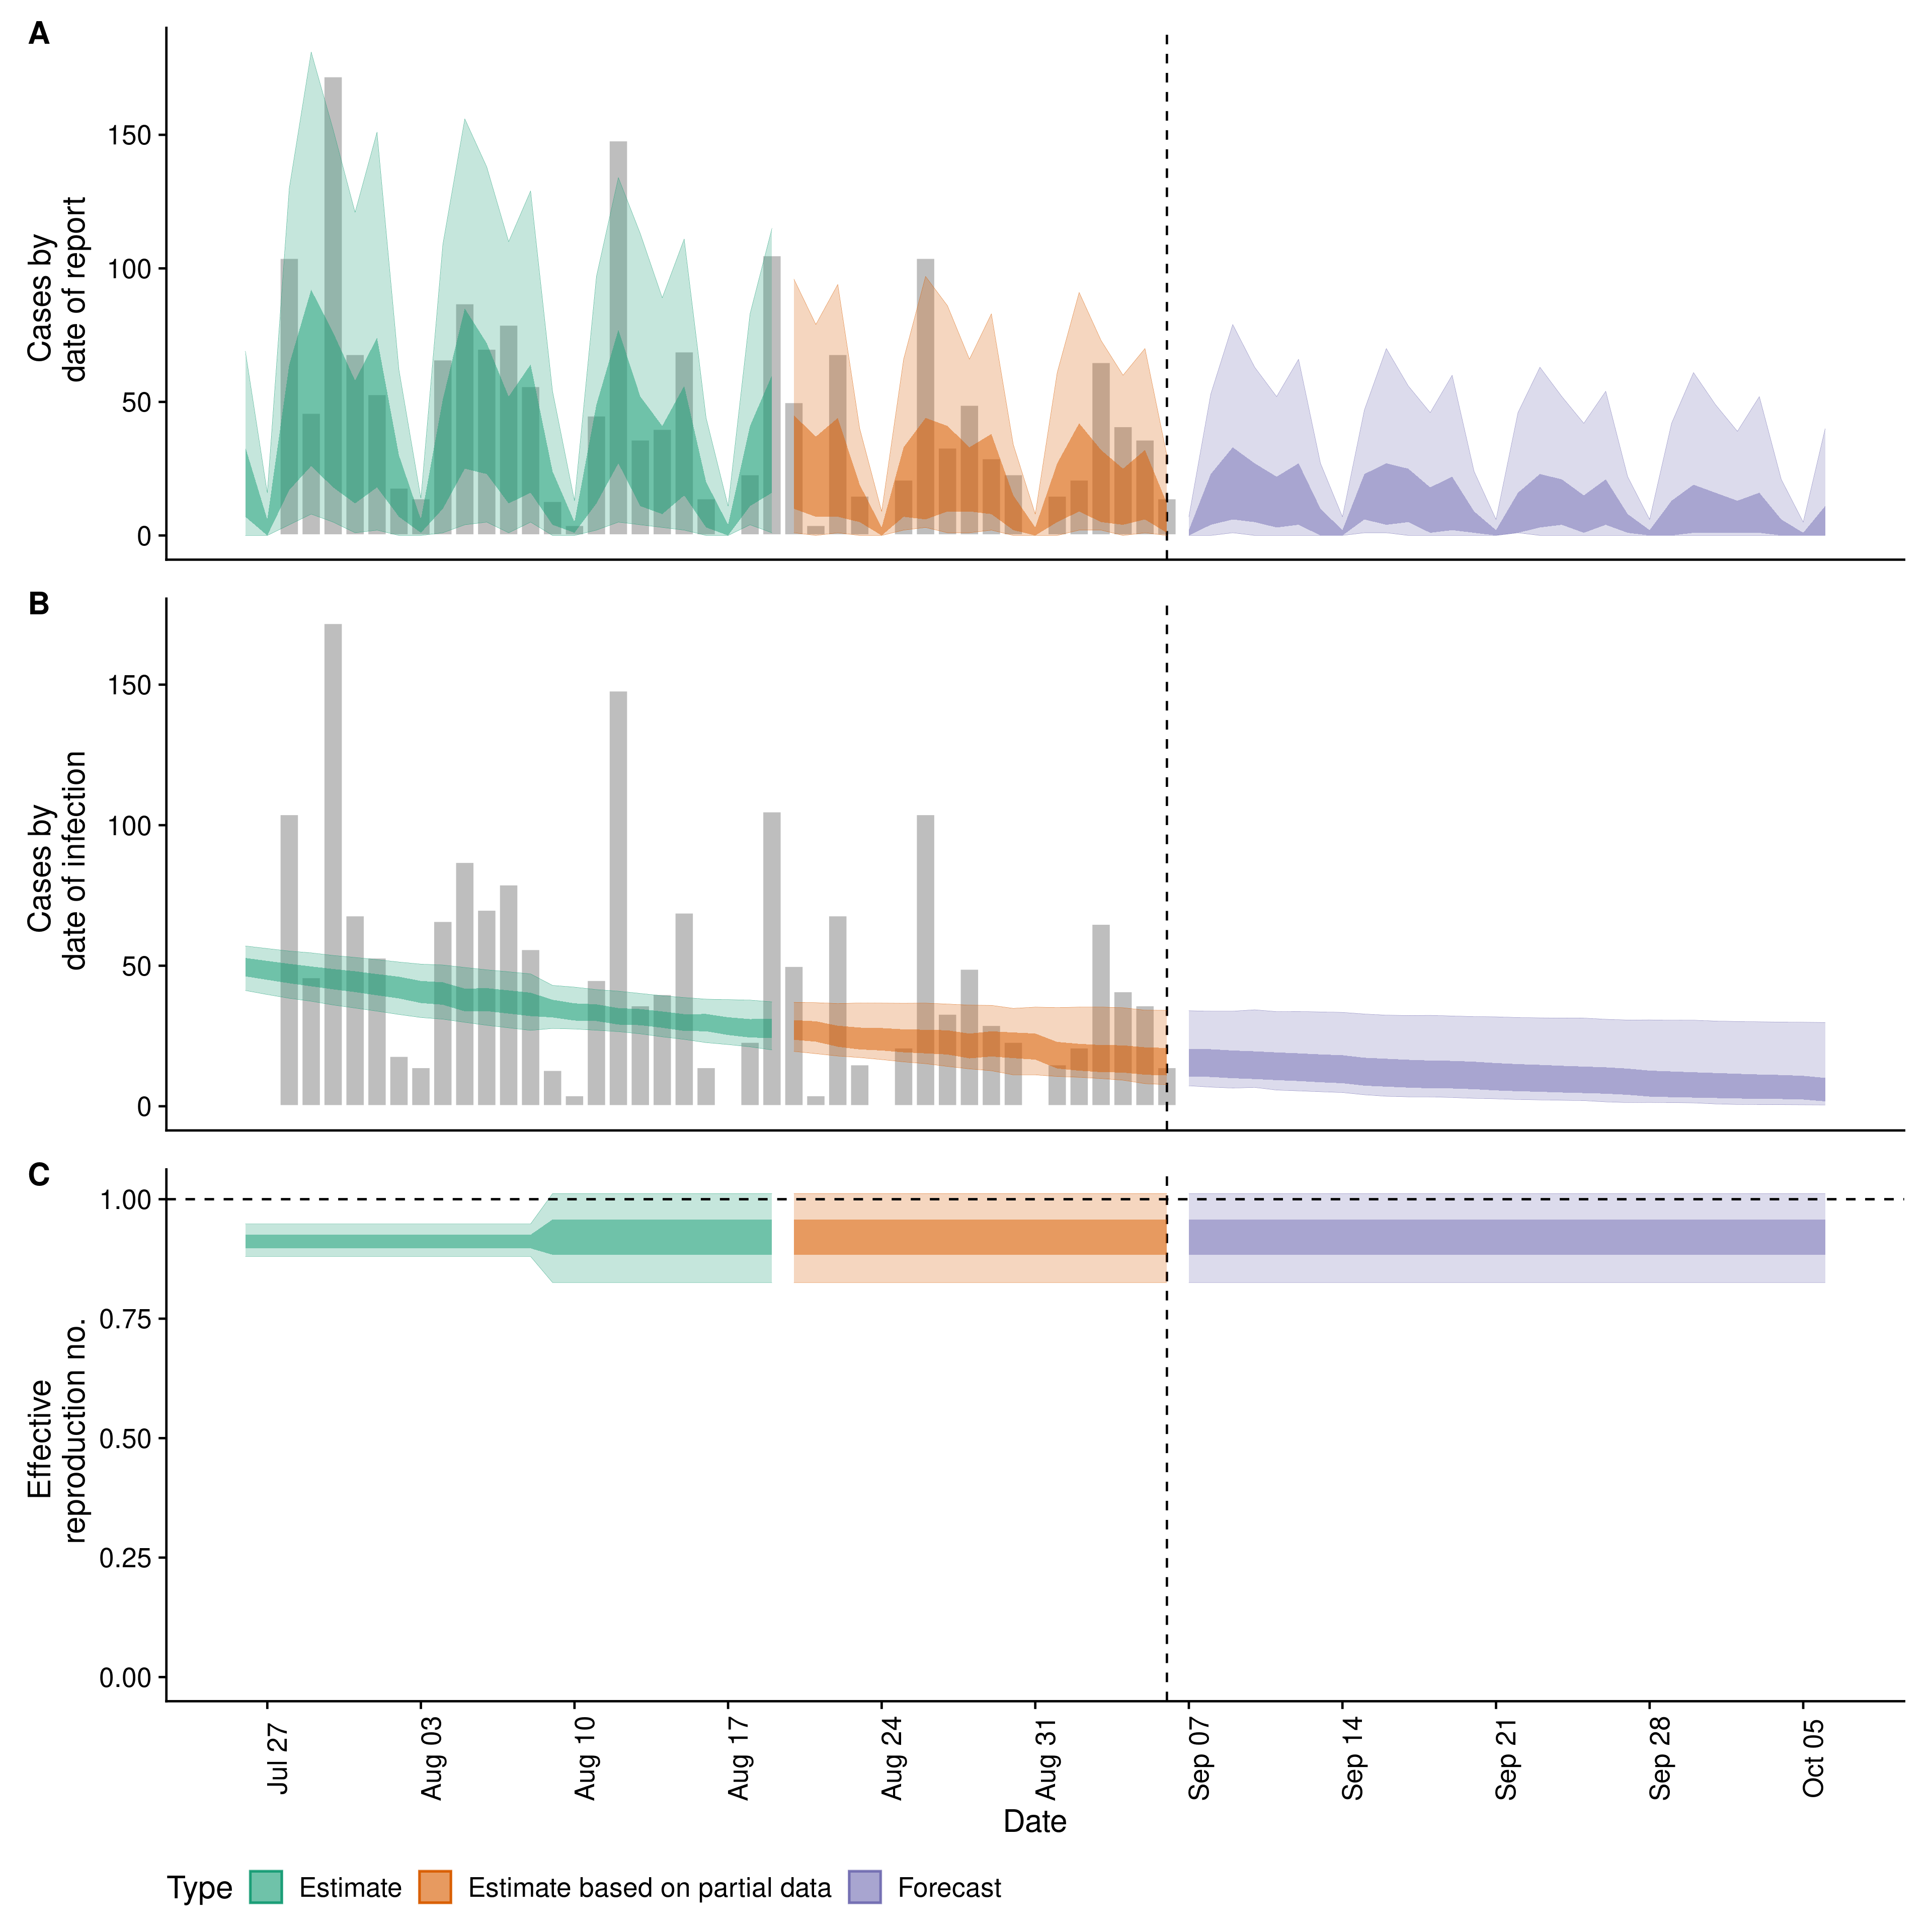 A
Cases by
date of report
150
100
50
0
B
Cases by
date of infection
150
100
50
0
C
Effective
reproduction no.
1.00
0.75
0.50
0.25
0.00
Jul 27
Aug 03
Aug 10
Aug 17
Aug 24
Aug 31
Sep 07
Sep 14
Sep 21
Sep 28
Oct 05
Date
Type Estimate Estimate based on partial data Forecast